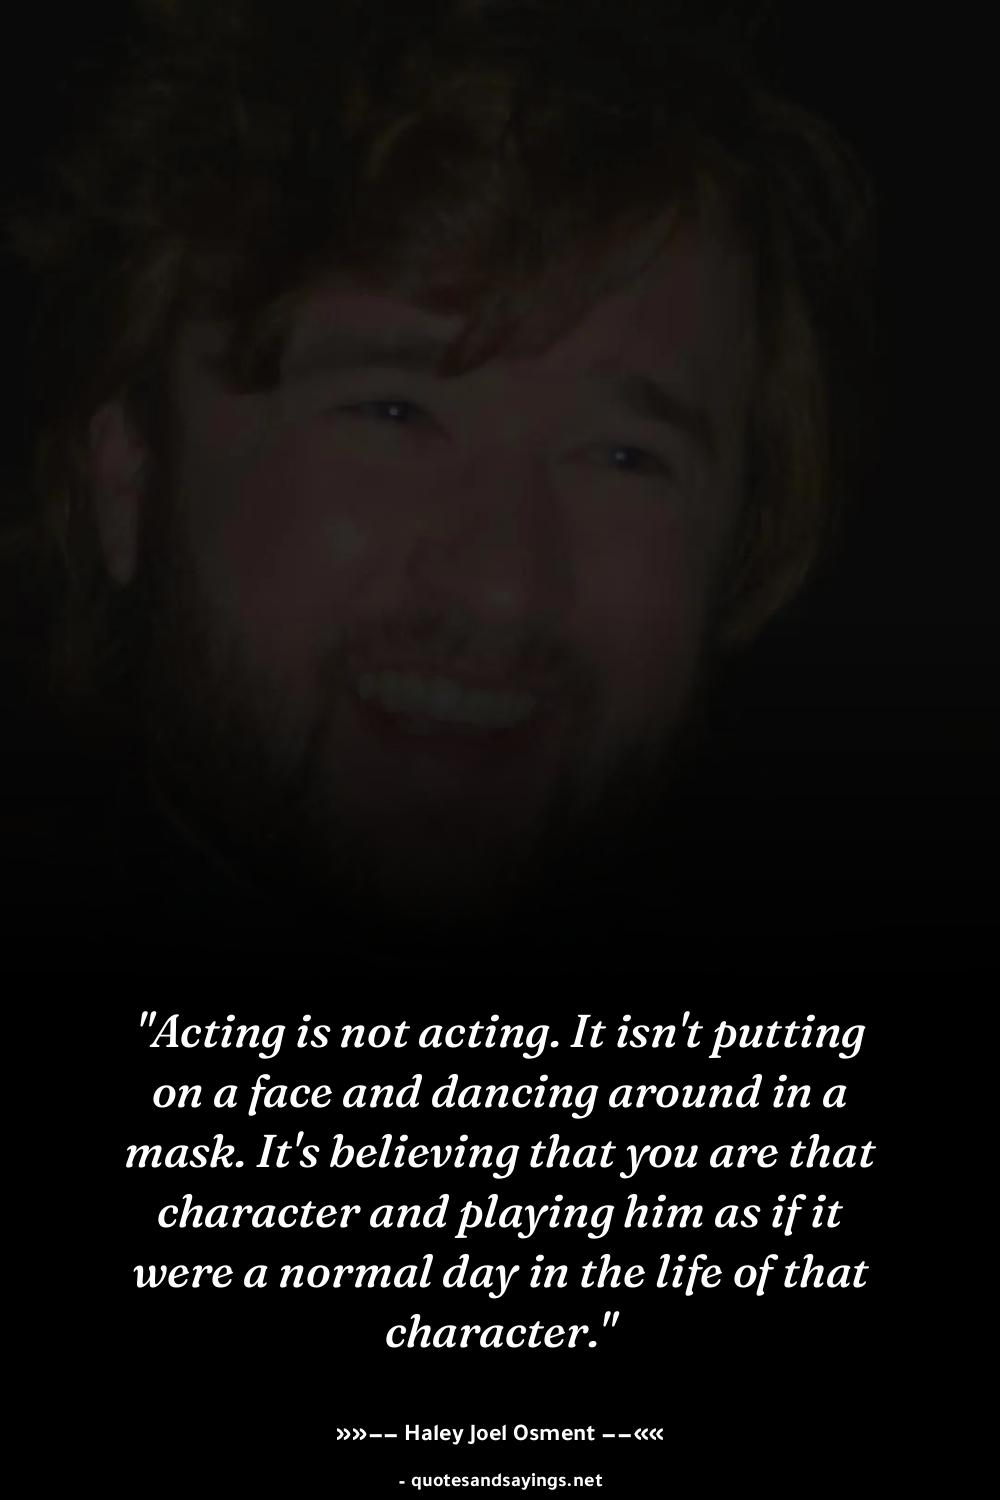 "Acting is not acting. It isn't putting
on a face and dancing around in a
mask. It's believing that you are that
character and playing him as if it
were a normal day in the life of that
character."
»»–– Haley Joel Osment ––««
- quotesandsayings.net